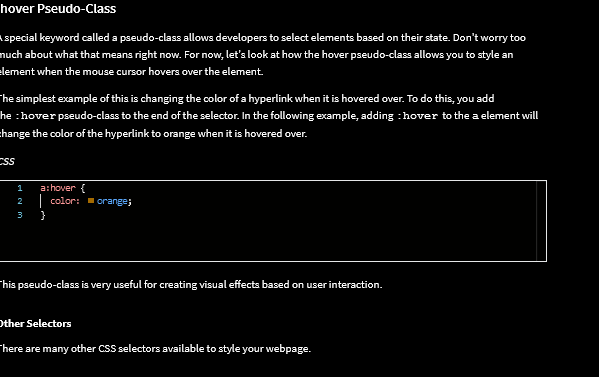 hover Pseudo-Class
A special keyword called a pseudo-class allows developers to select elements based on their state. Don't worry too
much about what that means right now. For now, let's look at how the hover pseudo-class allows you to style an
element when the mouse cursor hovers over the element.
The simplest example of this is changing the color of a hyperlink when it is hovered over. To do this, you add
the :hover pseudo-class to the end of the selector. In the following example, adding :hover to the a element will
change the color of the hyperlink to orange when it is hovered over.
CSS
1 a:hover {
2 color: orange;
3 }
This pseudo-class is very useful for creating visual effects based on user interaction.
Other Selectors
There are many other CSS selectors available to style your webpage.